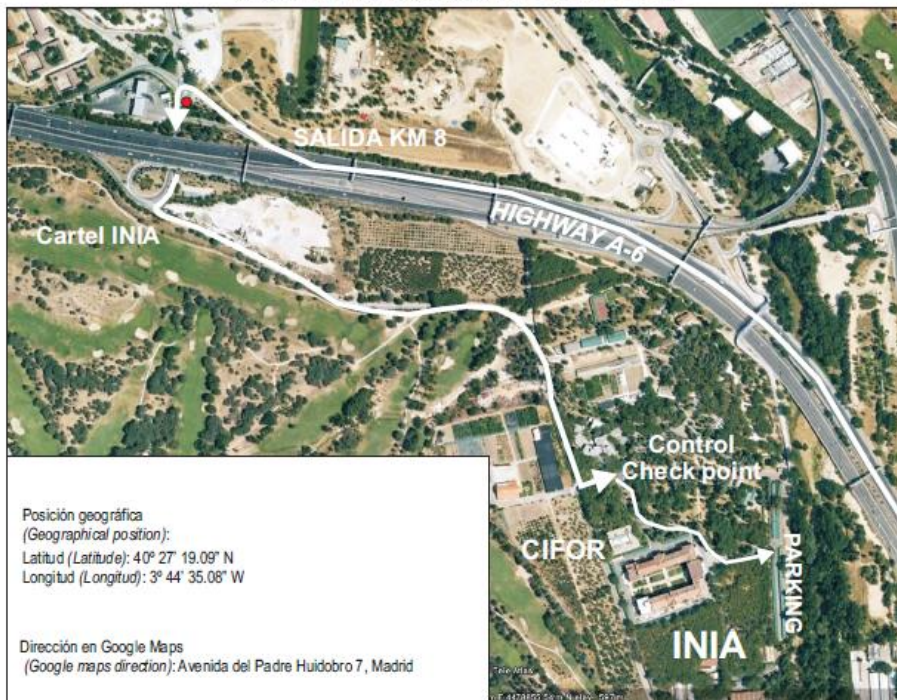 SALIDA KM 8
HIGHWAY A-6
Cartel INIA
Control
Check point
CIFOR
PARKING
INIA
Posición geográfica
(Geographical position):
Latitud (Latitude): 40º 27' 19.09" N
Longitud (Longitud): 3º 44' 35.08" W
Dirección en Google Maps
(Google maps direction): Avenida del Padre Huidobro 7, Madrid
Tele Atlas